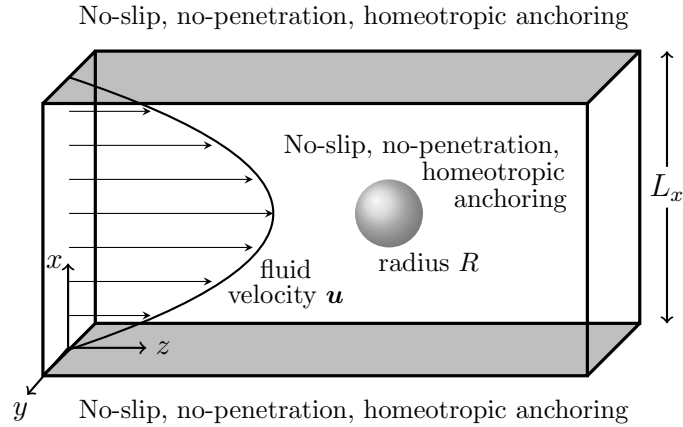 No-slip, no-penetration, homeotropic anchoring
No-slip, no-penetration,
homeotropic
anchoring
L_x
x
radius R
fluid
velocity u
z
y
No-slip, no-penetration, homeotropic anchoring